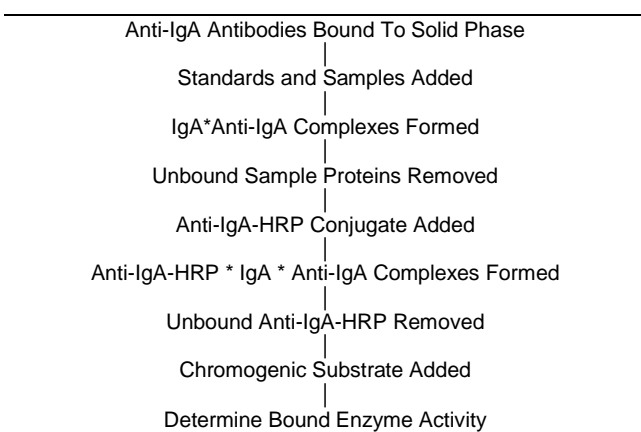 Anti-IgA Antibodies Bound To Solid Phase
Standards and Samples Added
IgA*Anti-IgA Complexes Formed
Unbound Sample Proteins Removed
Anti-IgA-HRP Conjugate Added
Anti-IgA-HRP * IgA * Anti-IgA Complexes Formed
Unbound Anti-IgA-HRP Removed
Chromogenic Substrate Added
Determine Bound Enzyme Activity